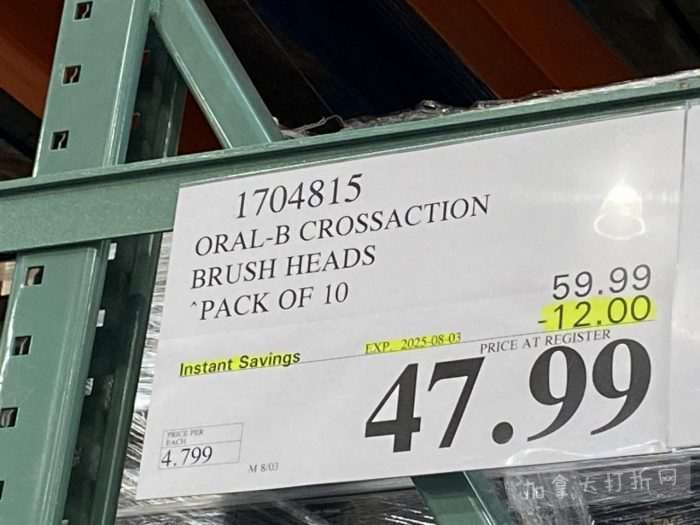 1704815
ORAL-B CROSSACTION
BRUSH HEADS
^PACK OF 10
59.99
-12.00
Instant Savings
EXP. 2025-08-03
PRICE AT REGISTER
47.99
PRICE PER
EACH
4.799
M 8/03
加拿大打折网